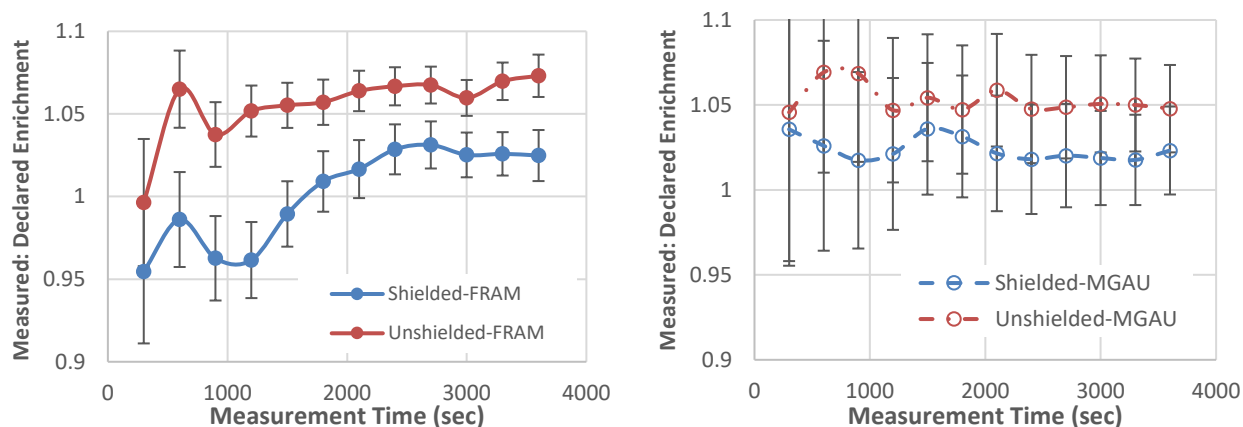 Measured: Declared Enrichment
1.1
1.05
1
0.95
0.9
Shielded-FRAM
Unshielded-FRAM
0
1000
2000
3000
4000
Measurement Time (sec)
Measured: Declared Enrichment
1.1
1.05
1
0.95
0.9
Shielded-MGAU
Unshielded-MGAU
0
1000
2000
3000
4000
Measurement Time (sec)